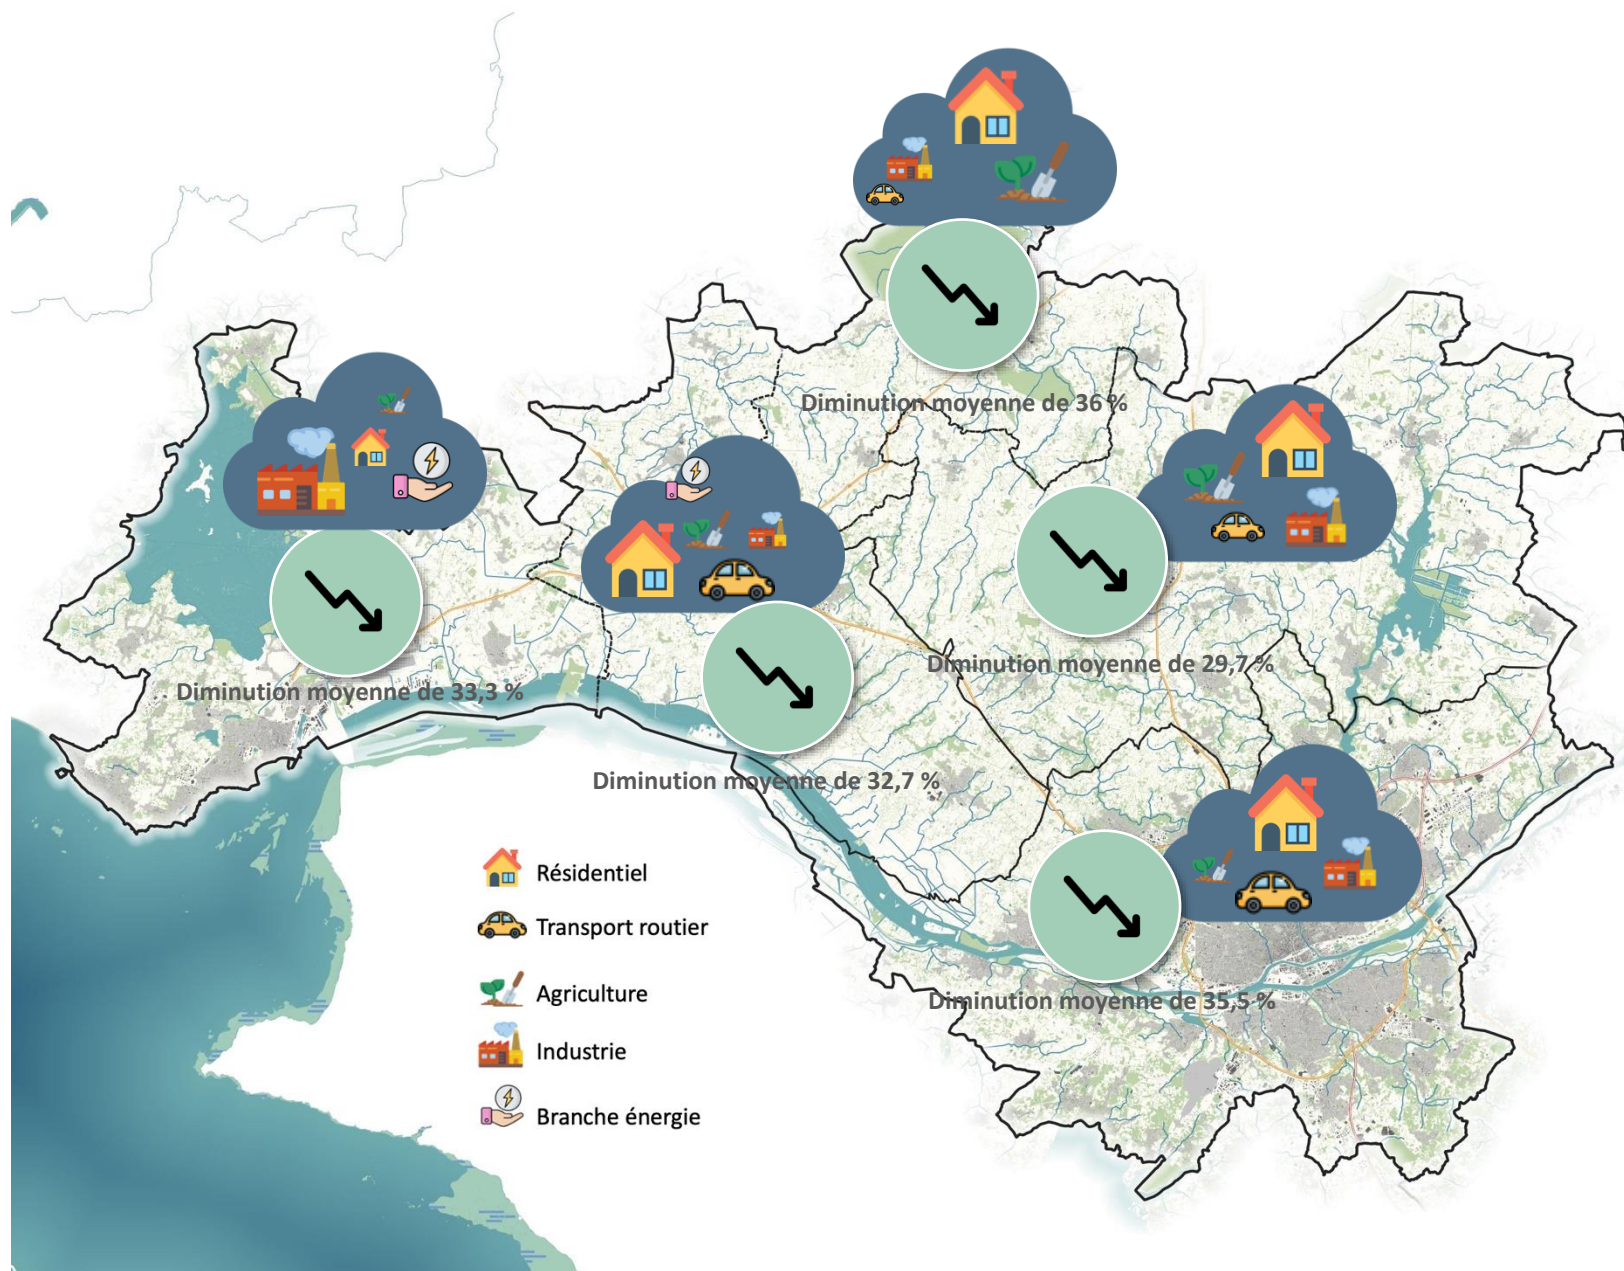 Diminution moyenne de 36 %
Diminution moyenne de 29,7 %
Diminution moyenne de 33,3 %
Diminution moyenne de 32,7 %
Diminution moyenne de 35,5 %
Résidentiel
Transport routier
Agriculture
Industrie
Branche énergie